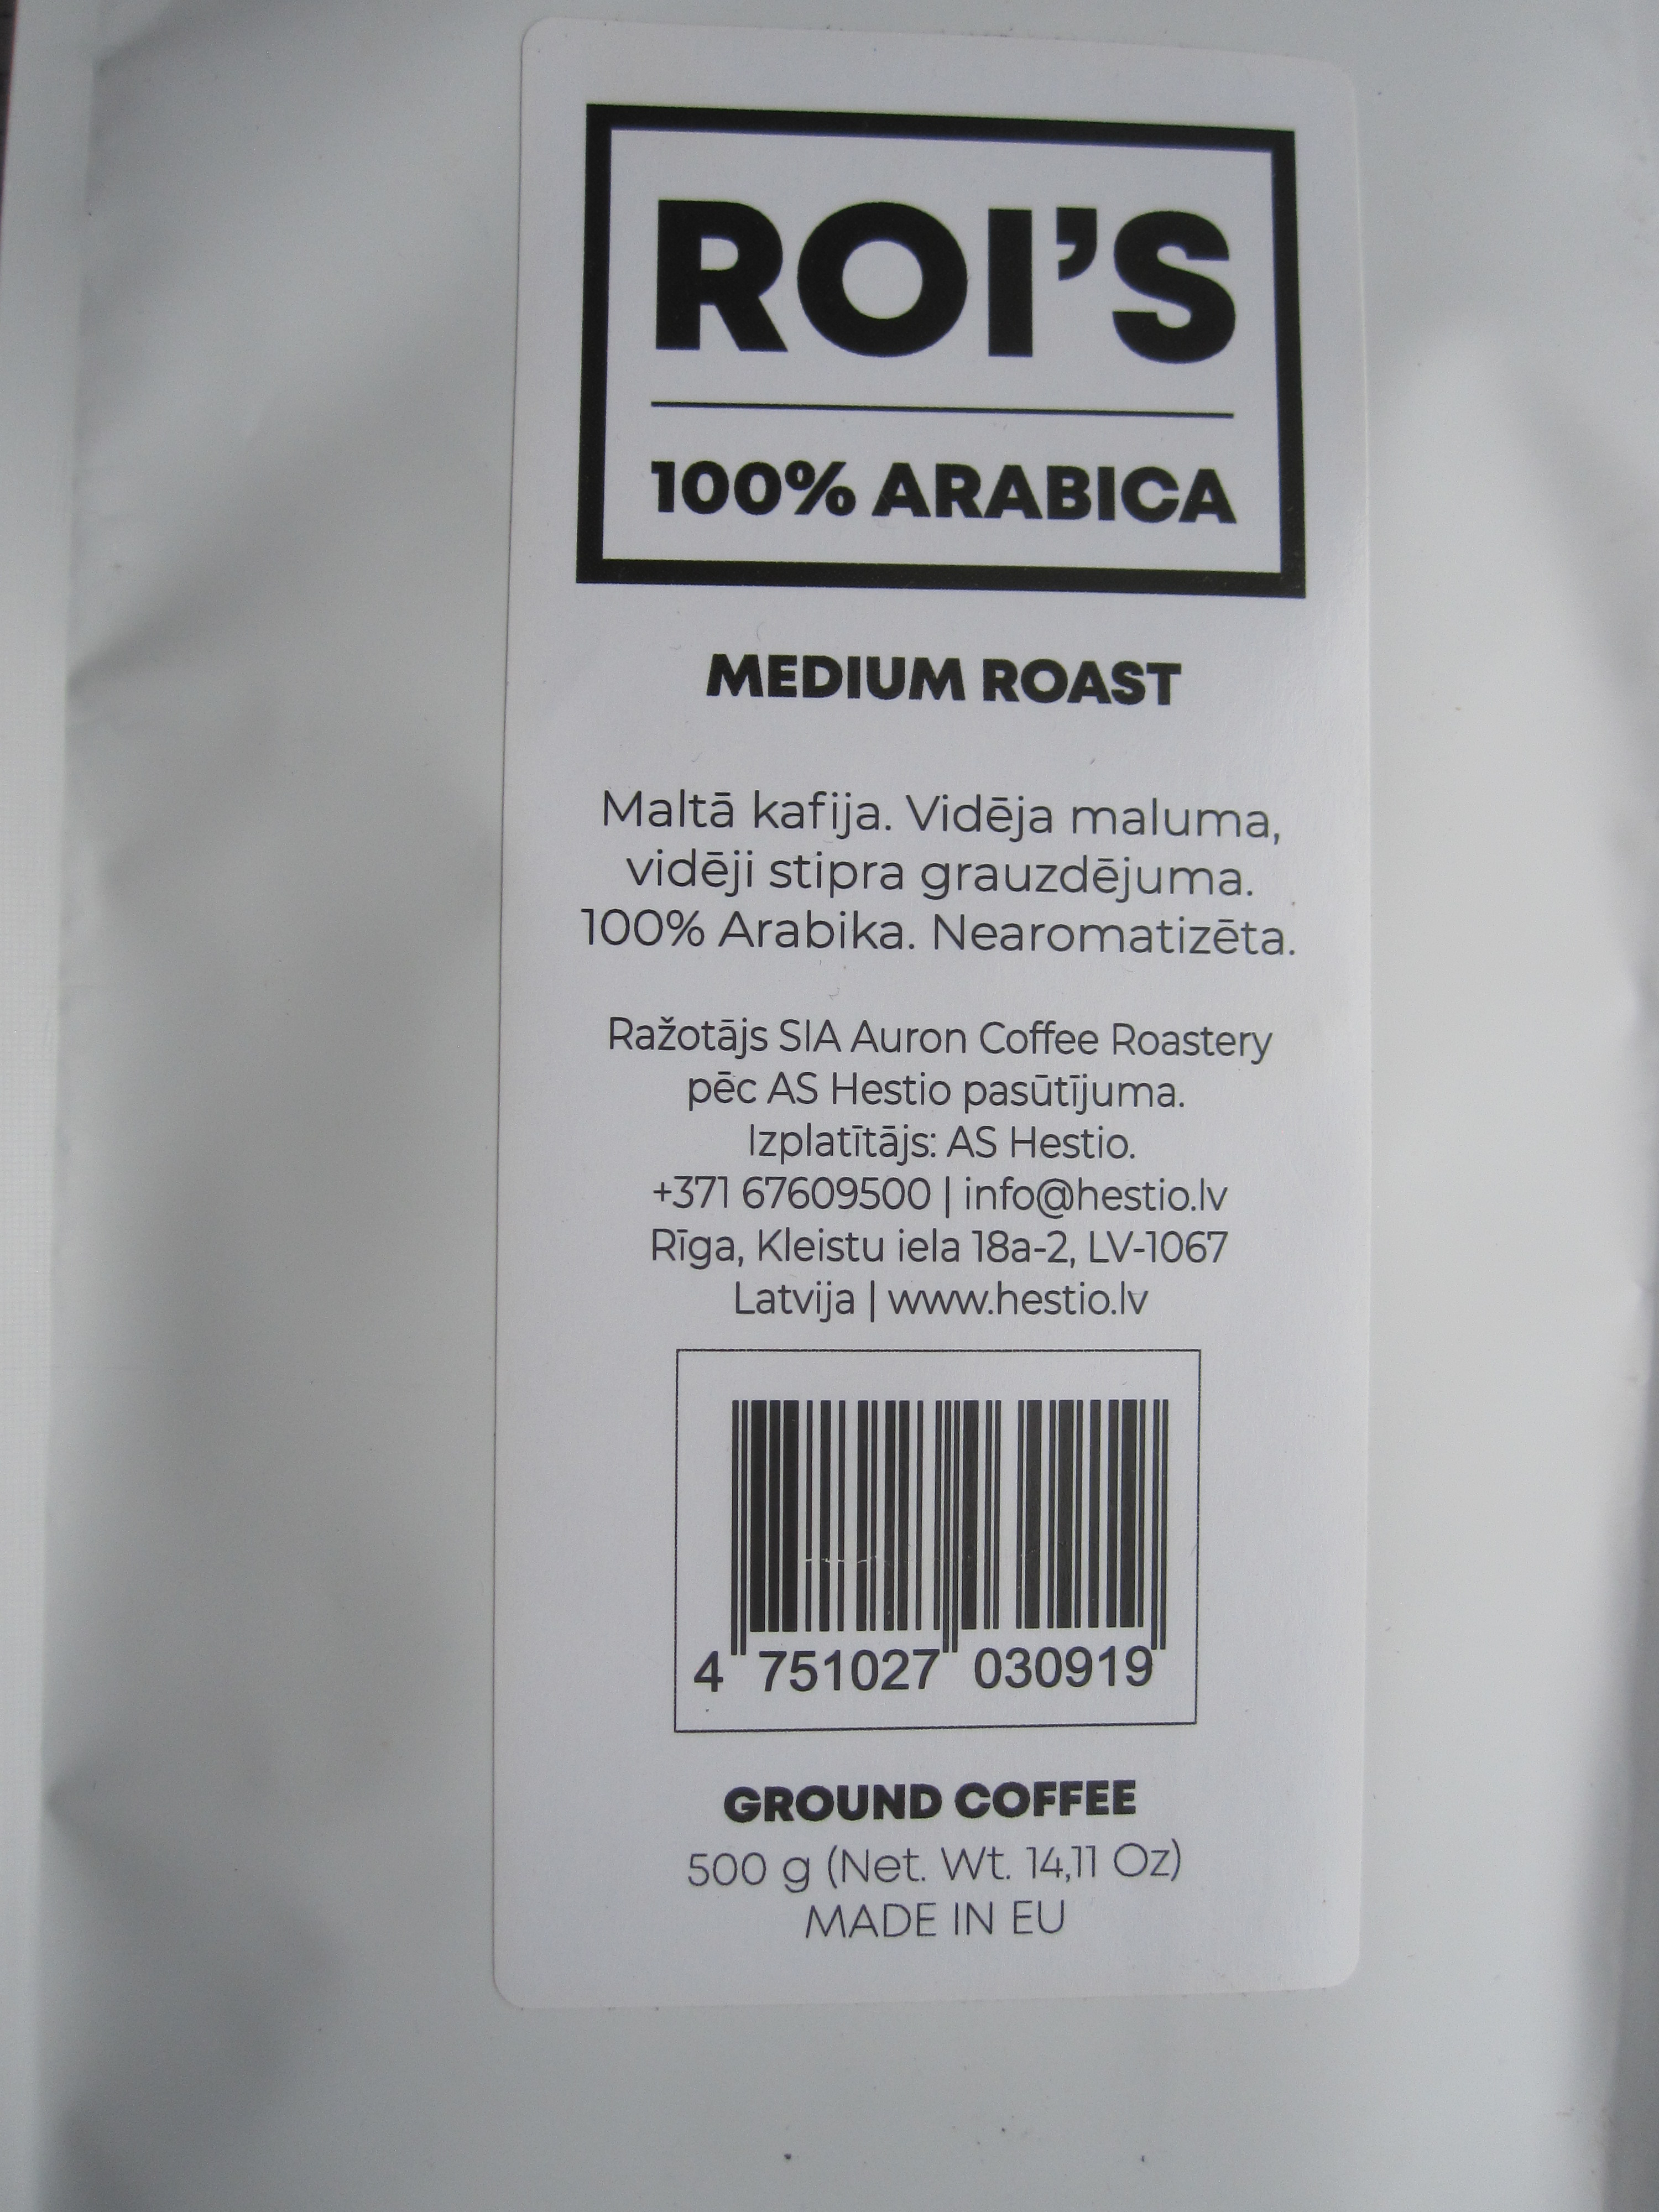 ROI'S
100% ARABICA
MEDIUM ROAST
Maltā kafija. Vidēja maluma,
vidēji stipra grauzdējuma.
100% Arabika. Nearomatizēta.
Ražotājs SIA Auron Coffee Roastery
pēc AS Hestio pasūtījuma.
Izplatītājs: AS Hestio.
+371 67609500 | info@hestio.lv
Rīga, Kleistu iela 18a-2, LV-1067
Latvija | www.hestio.lv
4 751027 030919
GROUND COFFEE
500 g (Net. Wt. 14,11 Oz)
MADE IN EU